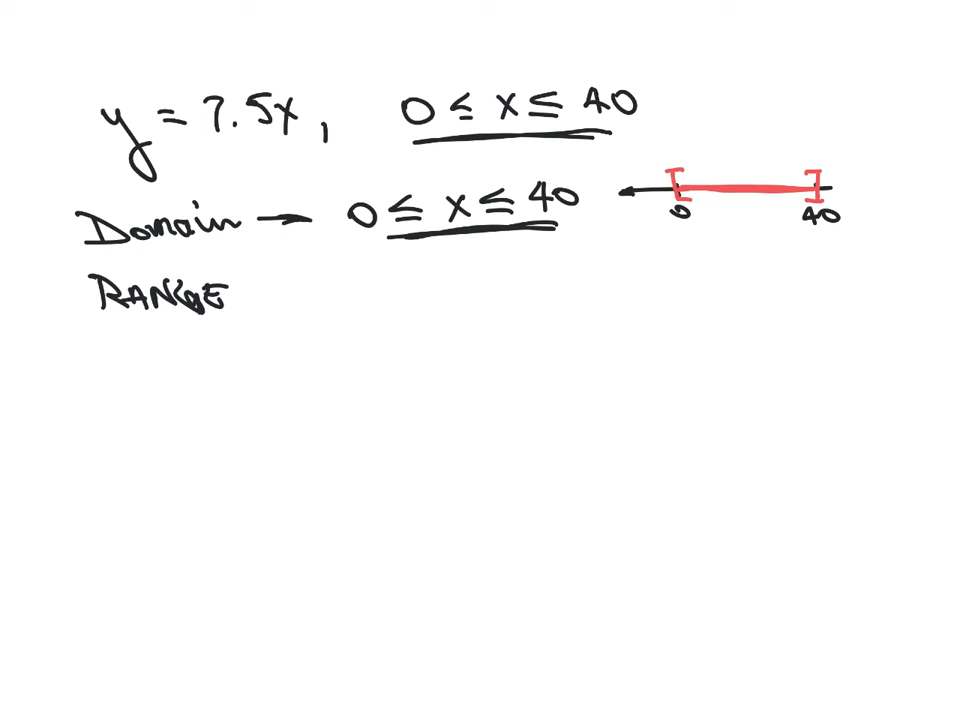 y = 7.5x, 0 ≤ x ≤ 40
Domain → 0 ≤ x ≤ 40
0 40
RANGE